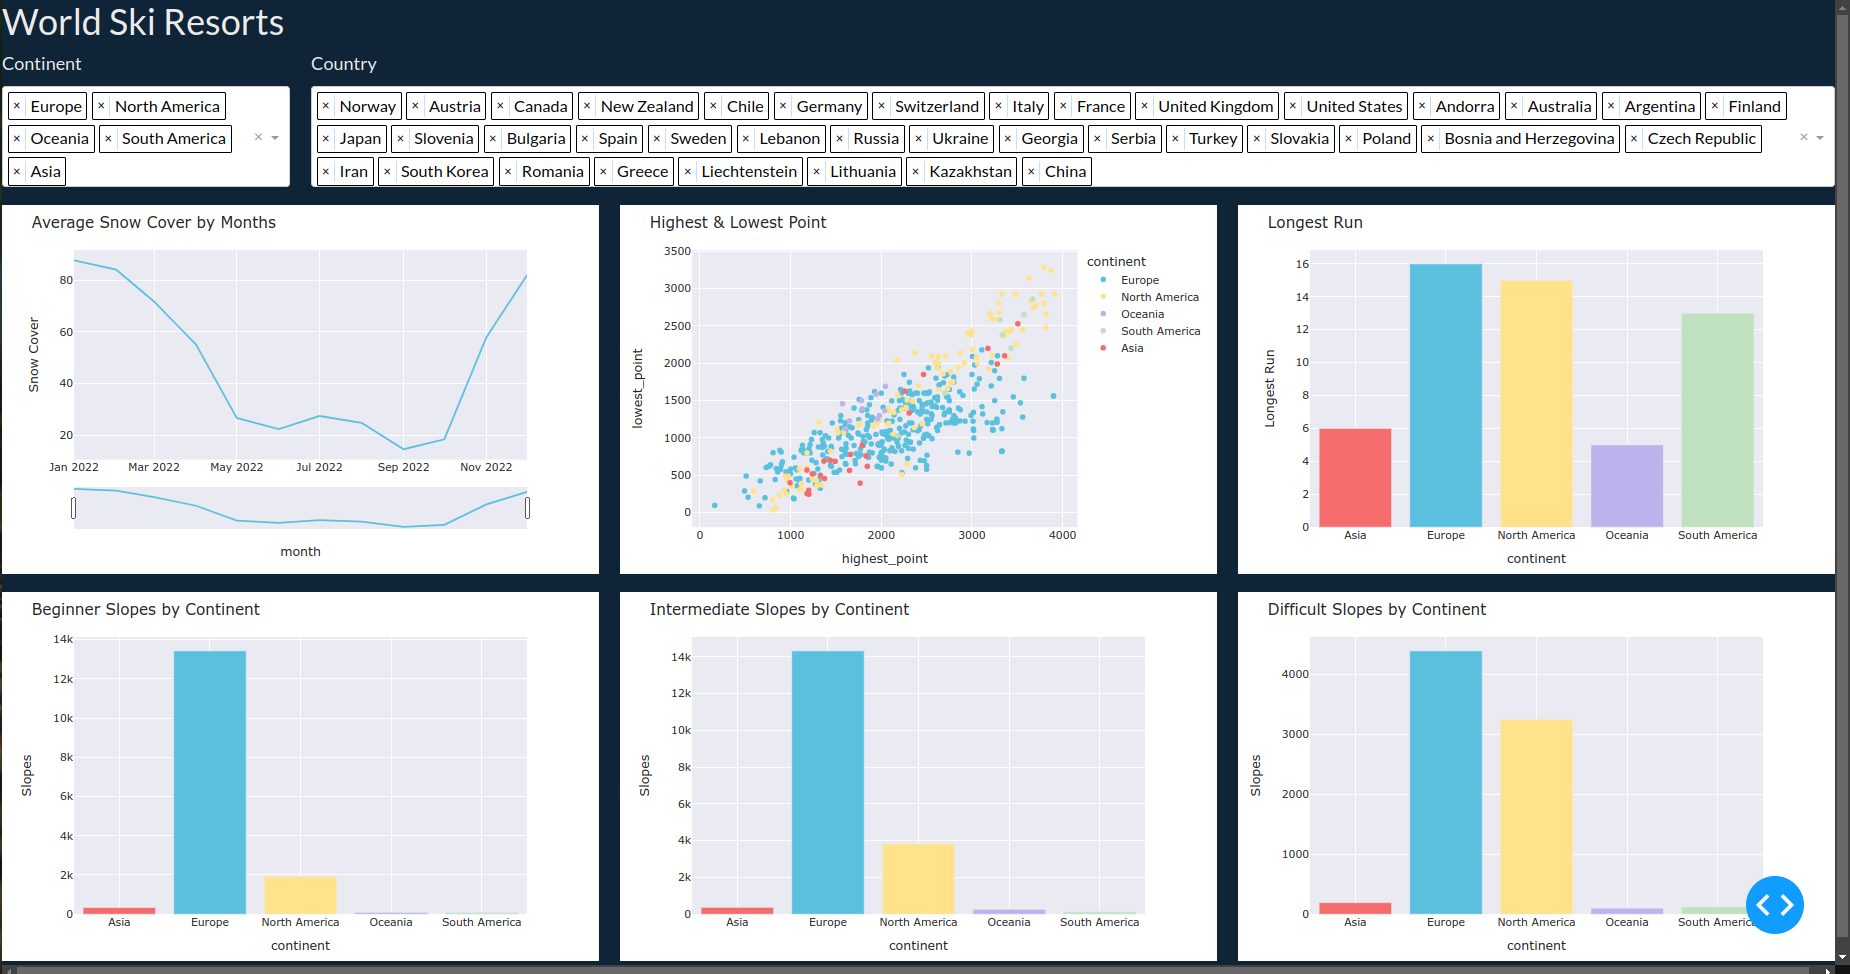 World Ski Resorts
Continent
Country
× Europe × North America
× Oceania × South America × 
× Asia
× Norway × Austria × Canada × New Zealand × Chile × Germany × Switzerland × Italy × France × United Kingdom × United States × Andorra × Australia × Argentina × Finland
× Japan × Slovenia × Bulgaria × Spain × Sweden × Lebanon × Russia × Ukraine × Georgia × Serbia × Turkey × Slovakia × Poland × Bosnia and Herzegovina × Czech Republic ×
× Iran × South Korea × Romania × Greece × Liechtenstein × Lithuania × Kazakhstan × China
Average Snow Cover by Months
80
60
40
20
Snow Cover
Jan 2022 Mar 2022 May 2022 Jul 2022 Sep 2022 Nov 2022
month
Highest & Lowest Point
3500
3000
2500
2000
1500
1000
500
0
lowest_point
0 1000 2000 3000 4000
highest_point
continent
Europe
North America
Oceania
South America
Asia
Longest Run
16
14
12
10
8
6
4
2
0
Longest Run
Asia Europe North America Oceania South America
continent
Beginner Slopes by Continent
14k
12k
10k
8k
6k
4k
2k
0
Slopes
Asia Europe North America Oceania South America
continent
Intermediate Slopes by Continent
14k
12k
10k
8k
6k
4k
2k
0
Slopes
Asia Europe North America Oceania South America
continent
Difficult Slopes by Continent
4000
3000
2000
1000
0
Slopes
Asia Europe North America Oceania South America
continent